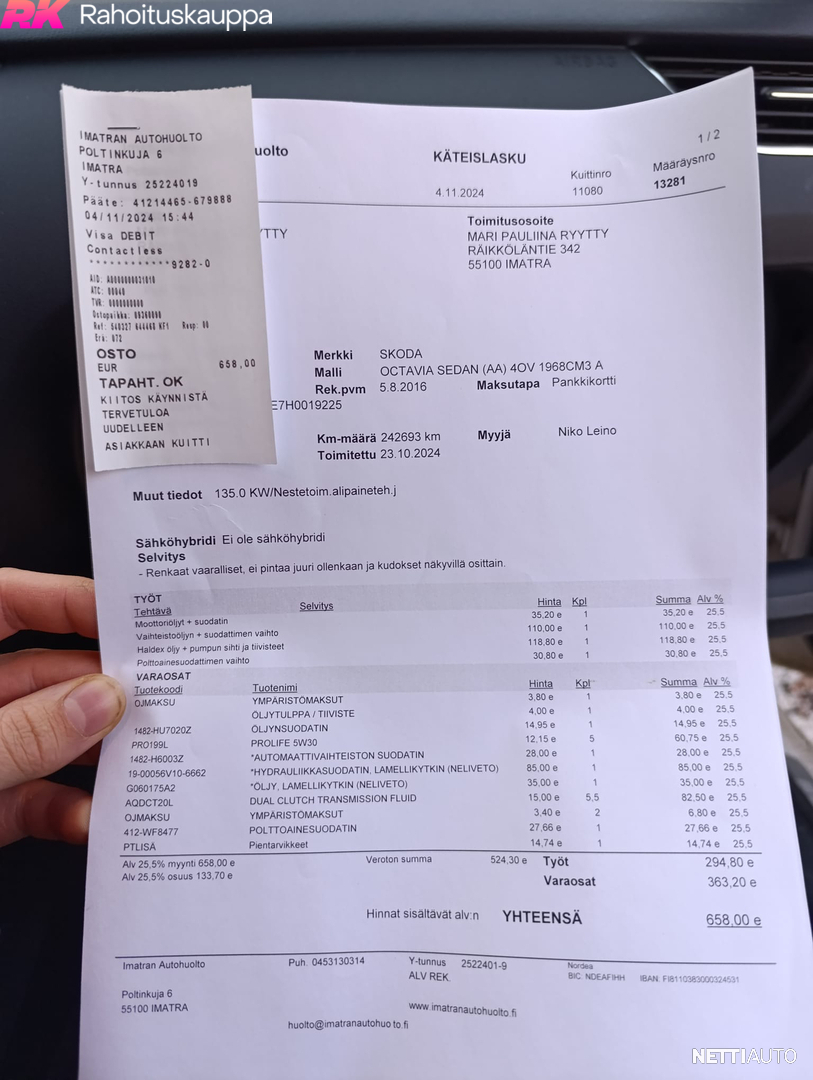 RK Rahoituskauppa
IMATRAN AUTOHUOLTO
POLTINKUJA 6
IMATRA
Y-tunnus 25224019
Pääte: 41214465-679888
04/11/2024 15:44
Visa DEBIT
Contactless
************9282-0
AID: A0000000031010
ATC: 00040
TVR: 0000000000
Ostopaikka: 00360000
Resp: 00
Erä: 072
OSTO
EUR 658,00
TAPAHT. OK
KIITOS KÄYNNISTÄ
TERVETULOA
UUDELLEEN
ASIAKKAAN KUITTI
uolto
KÄTEISLASKU
1 / 2
4.11.2024
Kuittinro
11080
Määräysnro
13281
YTTY
Toimitusosoite
MARI PAULIINA RYYTTY
RÄIKKÖLÄNTIE 342
55100 IMATRA
Merkki SKODA
Malli OCTAVIA SEDAN (AA) 4OV 1968CM3 A
Rek.pvm 5.8.2016 Maksutapa Pankkikortti
E7H0019225
Km-määrä 242693 km Myyjä Niko Leino
Toimitettu 23.10.2024
Muut tiedot 135.0 KW/Nestetoim.alipaineteh.j
Sähköhybridi Ei ole sähköhybridi
Selvitys
- Renkaat vaaralliset, ei pintaa juuri ollenkaan ja kudokset näkyvillä osittain.
TYÖT
Tehtävä Selvitys Hinta Kpl Summa Alv %
Moottoriöljyt + suodatin 35,20 e 1 35,20 e 25,5
Vaihteistoöljyn + suodattimen vaihto 110,00 e 1 110,00 e 25,5
Haldex öljy + pumpun sihti ja tiivisteet 118,80 e 1 118,80 e 25,5
Polttoainesuodattimen vaihto 30,80 e 1 30,80 e 25,5
VARAOSAT
Tuotekoodi Tuotenimi Hinta Kpl Summa Alv %
OJMAKSU YMPÄRISTÖMAKSUT 3,80 e 1 3,80 e 25,5
ÖLJYTULPPA / TIIVISTE 4,00 e 1 4,00 e 25,5
1482-HU7020Z ÖLJYNSUODATIN 14,95 e 1 14,95 e 25,5
PRO199L PROLIFE 5W30 12,15 e 5 60,75 e 25,5
1482-H6003Z *AUTOMAATTIVAIHTEISTON SUODATIN 28,00 e 1 28,00 e 25,5
19-00056V10-6662 *HYDRAULIIKKASUODATIN, LAMELLIKYTKIN (NELIVETO) 85,00 e 1 85,00 e 25,5
G060175A2 *ÖLJY, LAMELLIKYTKIN (NELIVETO) 35,00 e 1 35,00 e 25,5
AQDCT20L DUAL CLUTCH TRANSMISSION FLUID 15,00 e 5,5 82,50 e 25,5
OJMAKSU YMPÄRISTÖMAKSUT 3,40 e 2 6,80 e 25,5
412-WF8477 POLTTOAINESUODATIN 27,66 e 1 27,66 e 25,5
PTLISÄ Pientarvikkeet 14,74 e 1 14,74 e 25,5
Alv 25,5% myynti 658,00 e Veroton summa 524,30 e Työt 294,80 e
Alv 25,5% osuus 133,70 e Varaosat 363,20 e
Hinnat sisältävät alv:n YHTEENSÄ 658,00 e
Imatran Autohuolto Puh. 0453130314 Y-tunnus 2522401-9 Nordea
ALV REK. BIC. NDEAFIHH IBAN. FI8110383000324531
Poltinkuja 6
55100 IMATRA www.imatranautohuolto.fi
huolto@imatranautohuolto.fi
NETTIAUTO